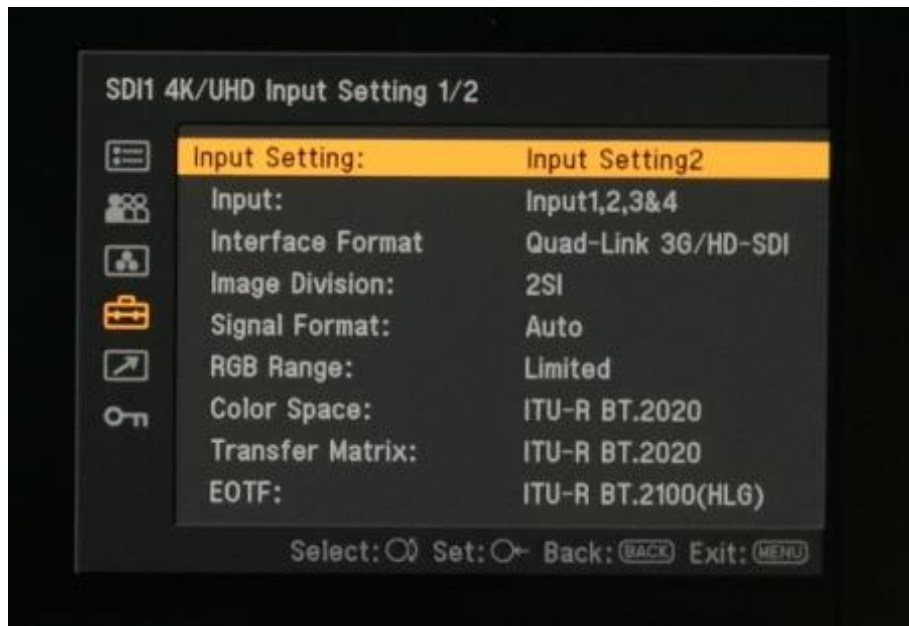 SDI1 4K/UHD Input Setting 1/2
Input Setting: Input Setting2
Input: Input1,2,3&4
Interface Format Quad-Link 3G/HD-SDI
Image Division: 2SI
Signal Format: Auto
RGB Range: Limited
Color Space: ITU-R BT.2020
Transfer Matrix: ITU-R BT.2020
EOTF: ITU-R BT.2100(HLG)
Select: Set: Back: BACK Exit: MENU